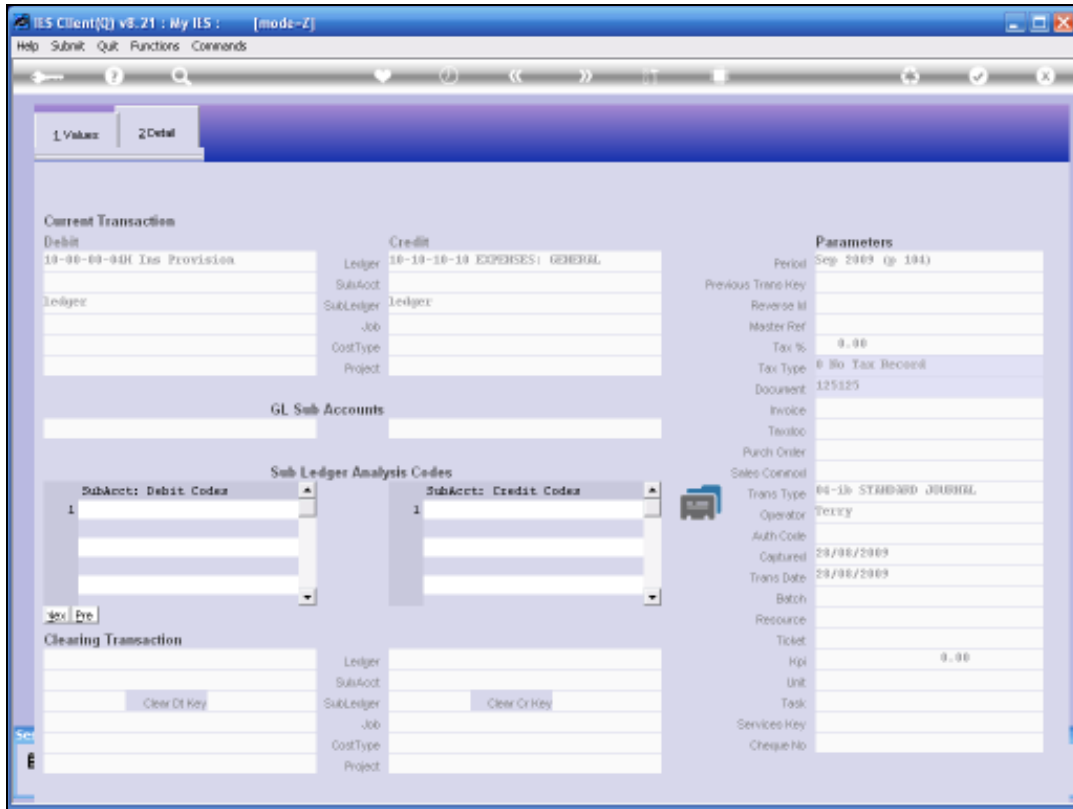 IES Client(Q) v8.21 : My IES : [mode=Z]
Help Submit Quit Functions Commands
1 Values 2 Detail
Current Transaction
Debit Credit Parameters
10-00-00-04H Ins Provision Ledger 10-10-10-10 EXPENSES: GENERAL Period Sep 2009 (p 104)
SubAcct Previous Trans Key
ledger SubLedger ledger Reverse Id
Job Master Ref
CostType Tax % 0.00
Project Tax Type 0 No Tax Record
Document 125125
GL Sub Accounts Invoice
Purch Order
Sub Ledger Analysis Codes Sales Commod
SubAcct: Debit Codes SubAcct: Credit Codes Trans Type 04-1b STANDARD JOURNAL
1 1 Operator Terry
Auth Code
Captured 28/08/2009
Trans Date 28/08/2009
Batch
Pre Resource
Clearing Transaction Ticket
Ledger Kpi 0.00
SubAcct Unit
Clear Dt Key SubLedger Clear Cr Key Task
Job Services Key
CostType Cheque No
Project